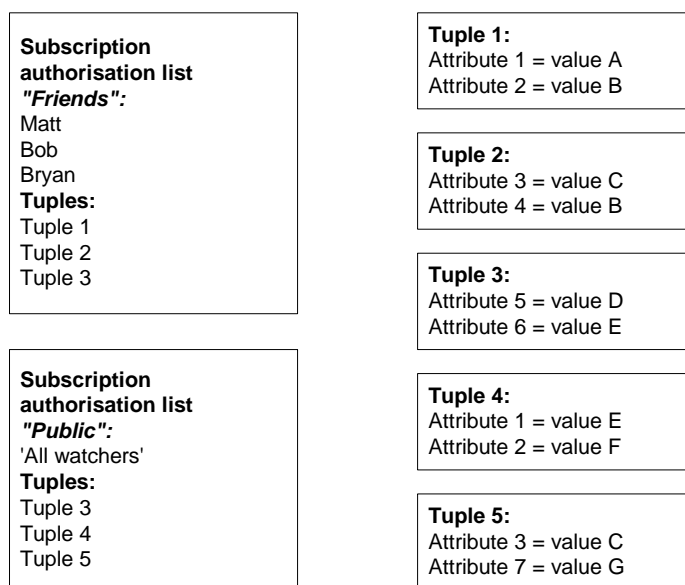 Subscription
authorisation list
"Friends":
Matt
Bob
Bryan
Tuples:
Tuple 1
Tuple 2
Tuple 3
Subscription
authorisation list
"Public":
'All watchers'
Tuples:
Tuple 3
Tuple 4
Tuple 5
Tuple 1:
Attribute 1 = value A
Attribute 2 = value B
Tuple 2:
Attribute 3 = value C
Attribute 4 = value B
Tuple 3:
Attribute 5 = value D
Attribute 6 = value E
Tuple 4:
Attribute 1 = value E
Attribute 2 = value F
Tuple 5:
Attribute 3 = value C
Attribute 7 = value G